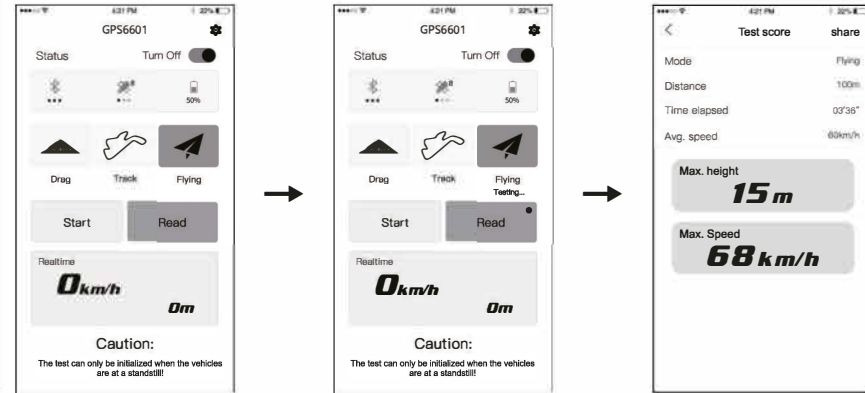 4:21 PM
22%
GPS6601
Status
Turn Off
50%
Drag
Track
Flying
Start
Read
Realtime
0km/h
0m
Caution:
The test can only be initialized when the vehicles
are at a standstill!
4:21 PM
22%
GPS6601
Status
Turn Off
50%
Drag
Track
Flying
Testing...
Start
Read
Realtime
0km/h
0m
Caution:
The test can only be initialized when the vehicles
are at a standstill!
4:21 PM
22%
Test score
share
Mode
Flying
Distance
100m
Time elapsed
03'36"
Avg. speed
60km/h
Max. height
15 m
Max. Speed
68 km/h